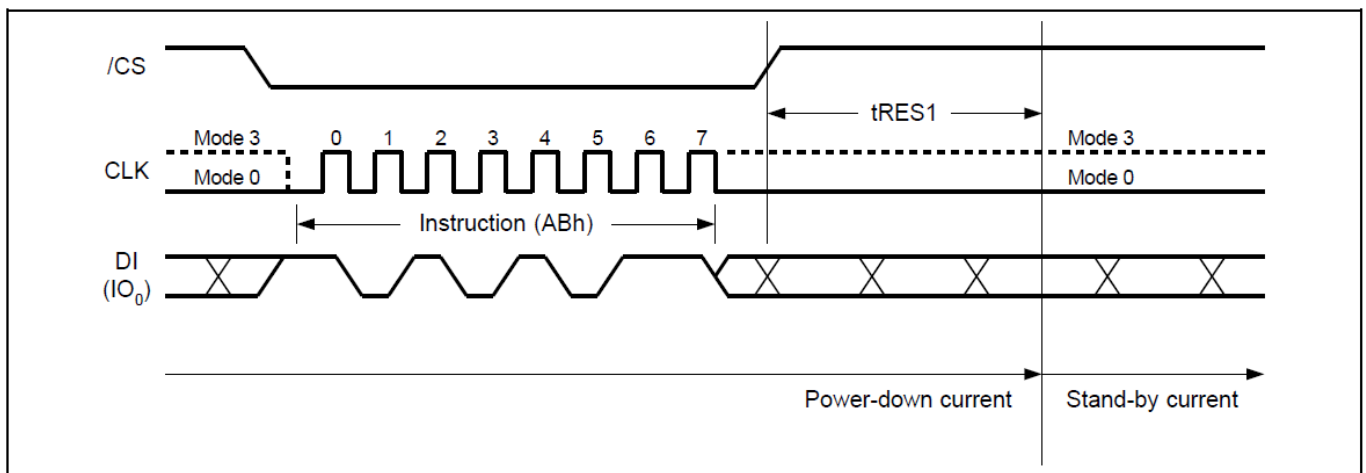 /CS
tRES1
Mode 3
0 1 2 3 4 5 6 7
Mode 3
CLK
Mode 0
Mode 0
Instruction (ABh)
DI
(IO₀)
Power-down current
Stand-by current